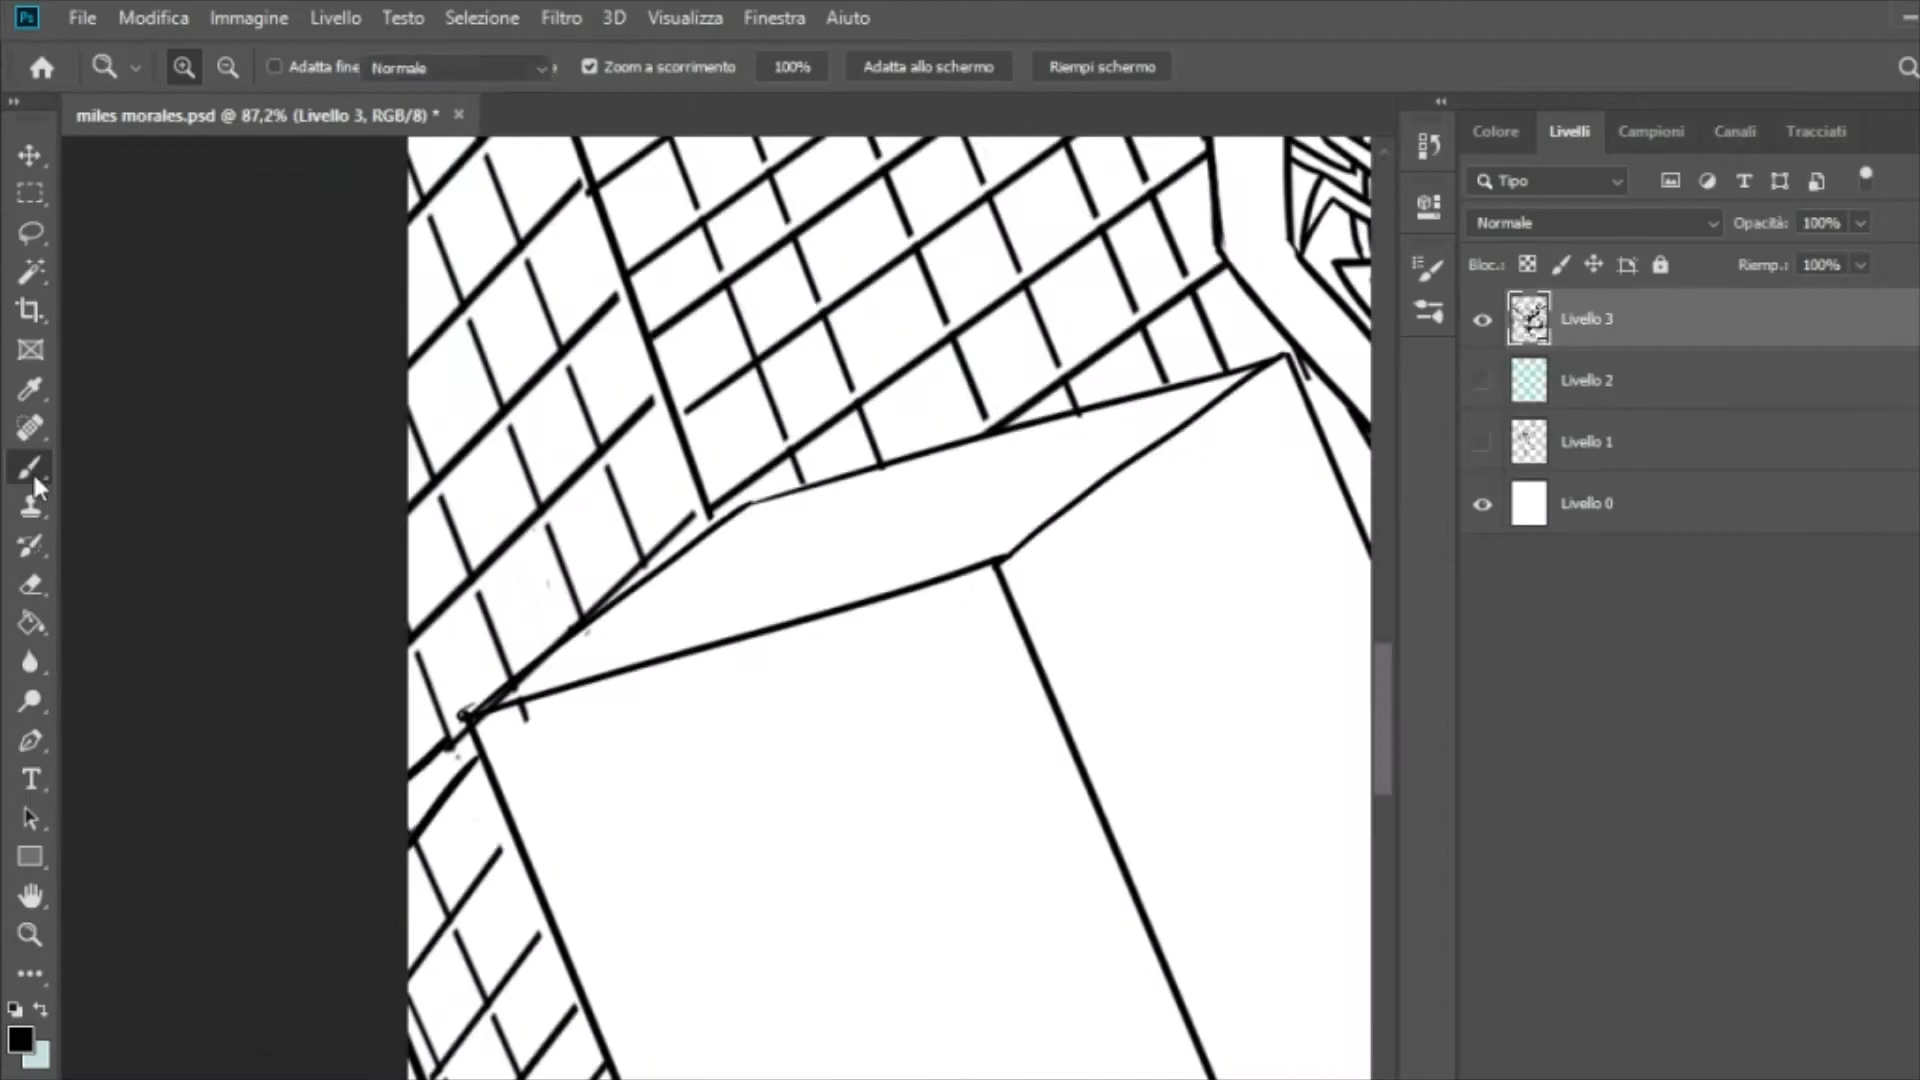 Ps File Modifica Immagine Livello Testo Selezione Filtro 3D Visualizza Finestra Aiuto
Adatta fine Normale Zoom a scorrimento 100% Adatta allo schermo Riempi schermo
miles morales.psd @ 87,2% (Livello 3, RGB/8) * ×
Colore Livelli Campioni Canali Tracciati
Tipo
Normale Opacità: 100%
Bloc.: Riemp.: 100%
Livello 3
Livello 2
Livello 1
Livello 0